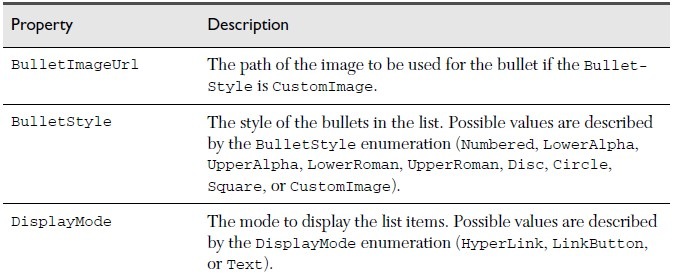 Property Description
BulletImageUrl The path of the image to be used for the bullet if the Bullet-
Style is CustomImage.
BulletStyle The style of the bullets in the list. Possible values are described
by the BulletStyle enumeration (Numbered, LowerAlpha,
UpperAlpha, LowerRoman, UpperRoman, Disc, Circle,
Square, or CustomImage).
DisplayMode The mode to display the list items. Possible values are described
by the DisplayMode enumeration (HyperLink, LinkButton,
or Text).